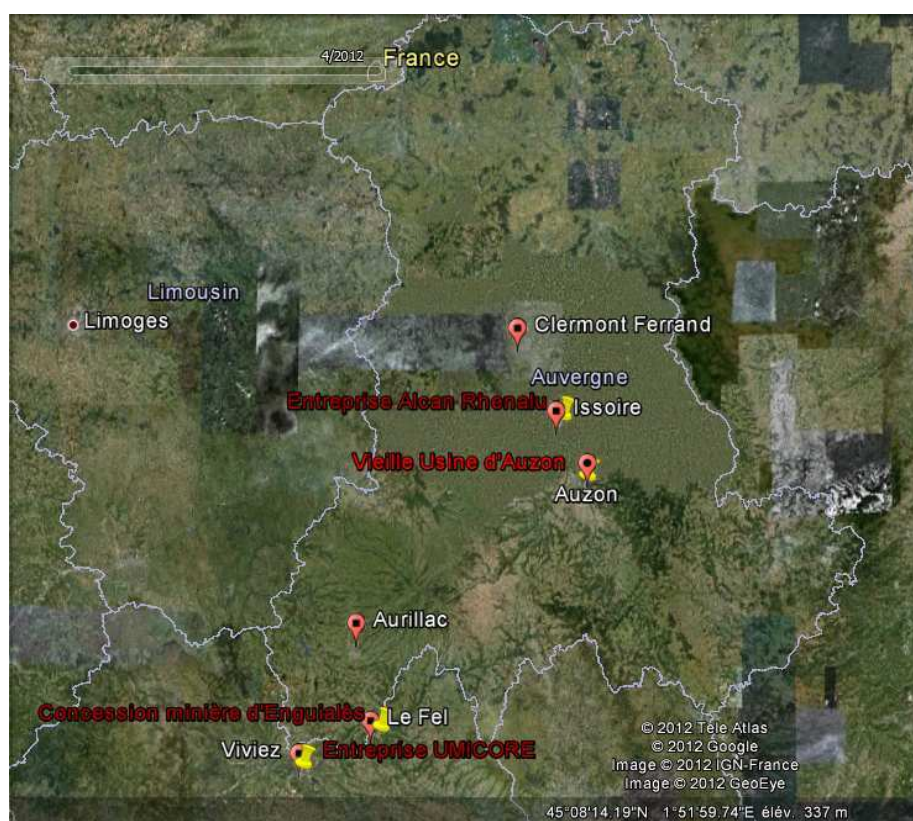 4/2012
France
Limousin
Limoges
Clermont Ferrand
Auvergne
Entreprise Alcan Rhenalu
Issoire
Vieille Usine d'Auzon
Auzon
Aurillac
Concession minière d'Enguialès
Le Fel
Viviez
Entreprise UMICORE
© 2012 Tele Atlas
© 2012 Google
Image © 2012 IGN-France
Image © 2012 GeoEye
45°08'14.19"N 1°51'59.74"E élév. 337 m